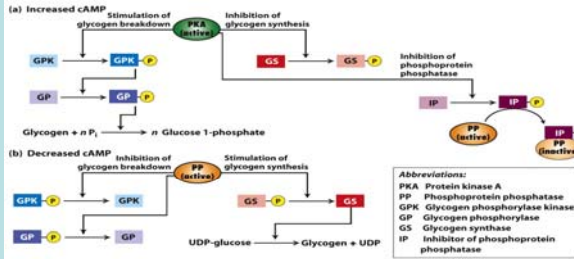 (a) Increased cAMP
Stimulation of
glycogen breakdown
PKA
(active)
Inhibition of
glycogen synthesis
GPK
GPK
P
GS
GS
P
Inhibition of
phosphoprotein
phosphatase
GP
GP
P
IP
IP
P
Glycogen + n Pi
n Glucose 1-phosphate
PP
(active)
IP
PP
(inactive)
(b) Decreased cAMP
Inhibition of
glycogen breakdown
PP
(active)
Stimulation of
glycogen synthesis
GPK
P
GPK
GS
P
GS
GP
P
GP
UDP-glucose
Glycogen + UDP
Abbreviations:
PKA Protein kinase A
PP Phosphoprotein phosphatase
GPK Glycogen phosphorylase kinase
GP Glycogen phosphorylase
GS Glycogen synthase
IP Inhibitor of phosphoprotein
phosphatase